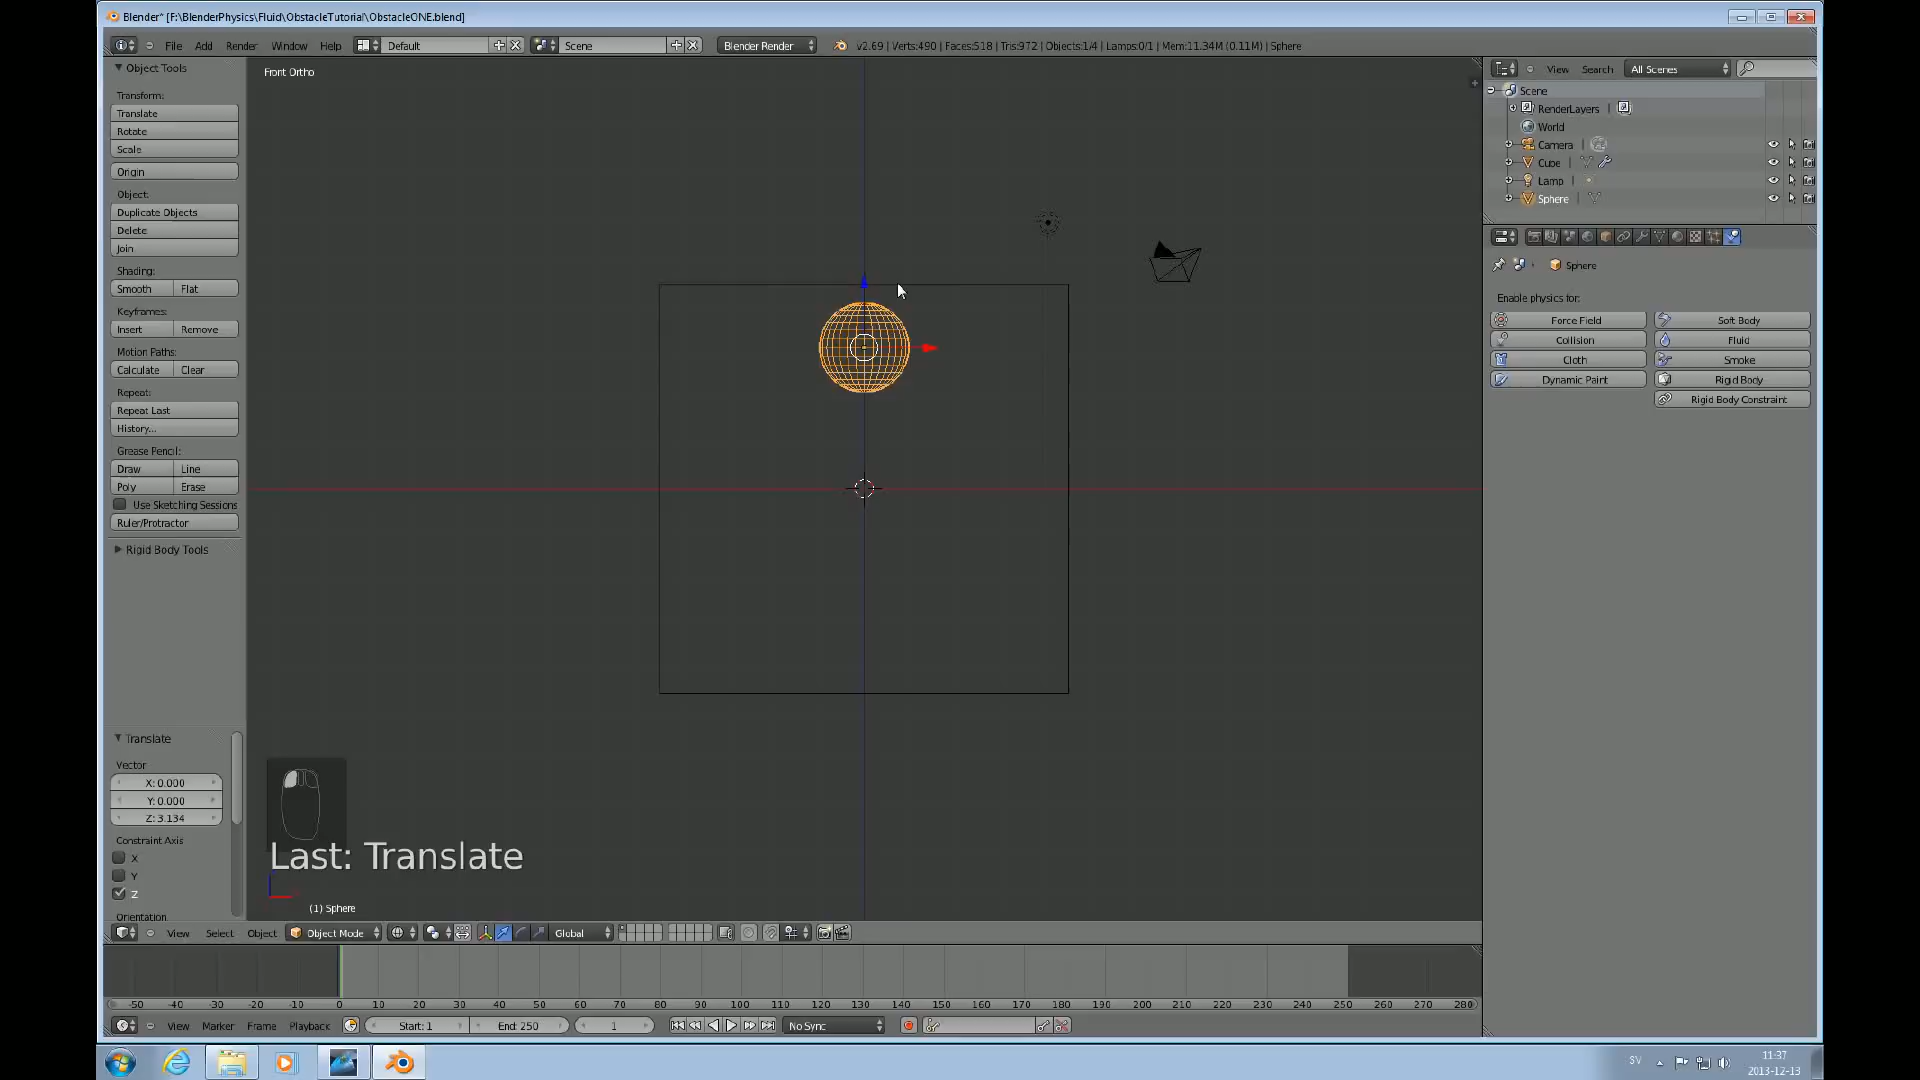 Blender* [F:\BlenderPhysics\Fluid\ObstacleTutorial\ObstacleONE.blend]
File Add Render Window Help Default Scene Blender Render v2.69 | Verts:490 | Faces:518 | Tris:972 | Objects:1/4 | Lamps:0/1 | Mem:11.34M (0.11M) | Sphere
Object Tools
Transform:
Translate
Rotate
Scale
Origin
Object:
Duplicate Objects
Delete
Join
Shading:
Smooth Flat
Keyframes:
Insert Remove
Motion Paths:
Calculate Clear
Repeat:
Repeat Last
History...
Grease Pencil:
Draw Line
Poly Erase
Use Sketching Sessions
Ruler/Protractor
Rigid Body Tools
Translate
Vector
X: 0.000
Y: 0.000
Z: 3.134
Constraint Axis
X
Y
Z
Orientation
Front Ortho
Last: Translate
(1) Sphere
View Select Object Object Mode Global
View Search All Scenes
Scene
RenderLayers
World
Camera
Cube
Lamp
Sphere
Sphere
Enable physics for:
Force Field Soft Body
Collision Fluid
Cloth Smoke
Dynamic Paint Rigid Body
Rigid Body Constraint
-50 -40 -30 -20 -10 0 10 20 30 40 50 60 70 80 90 100 110 120 130 140 150 160 170 180 190 200 210 220 230 240 250 260 270 280
View Marker Frame Playback Start: 1 End: 250 1 No Sync
SV 11:37
2013-12-13